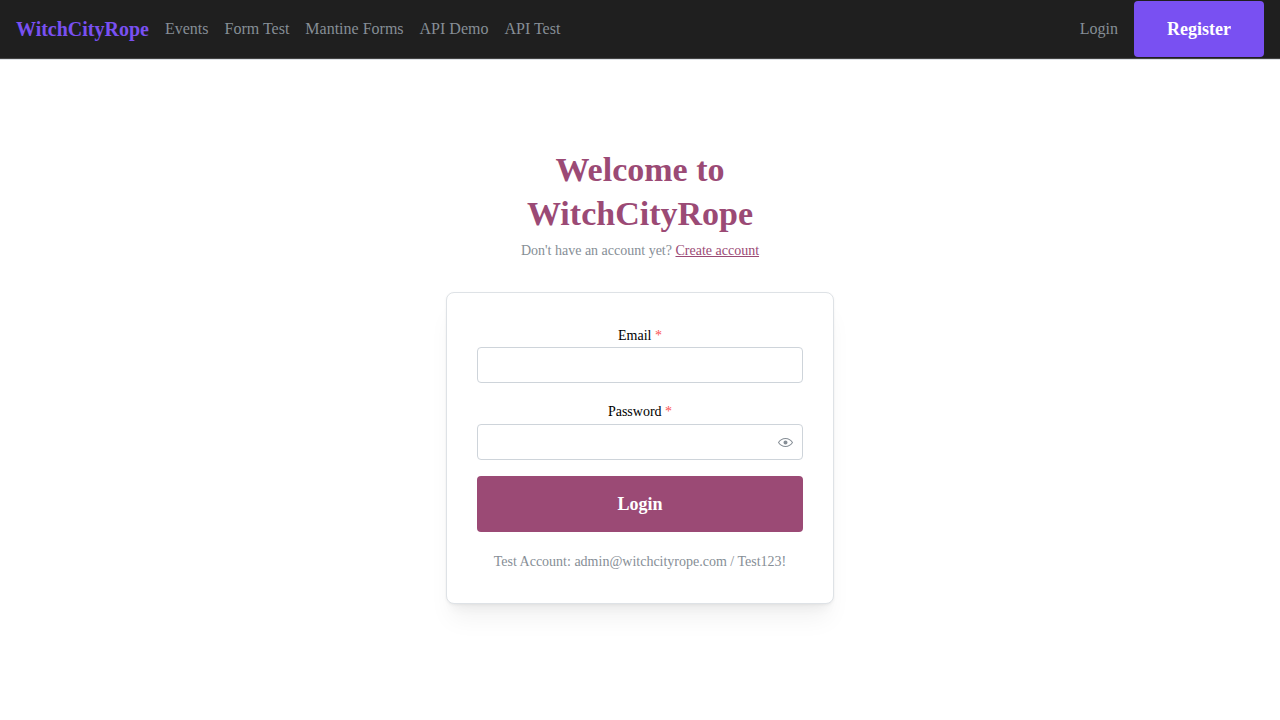 WitchCityRope Events Form Test Mantine Forms API Demo API Test Login Register
Welcome to
WitchCityRope
Don't have an account yet? Create account
Email *
Password *
Login
Test Account: admin@witchcityrope.com / Test123!